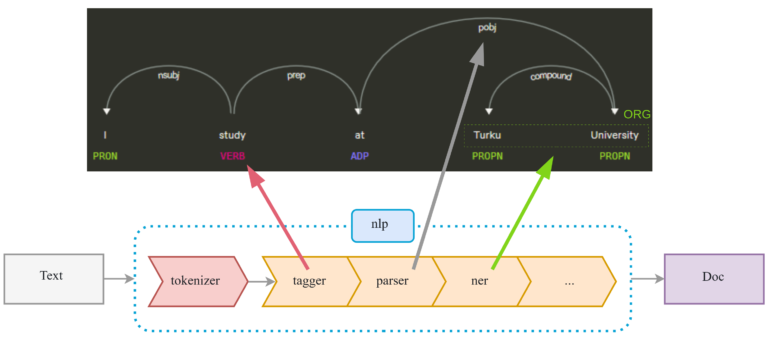 pobj
nsubj prep compound
ORG
I study at Turku University
PRON VERB ADP PROPN PROPN
nlp
Text tokenizer tagger parser ner ... Doc